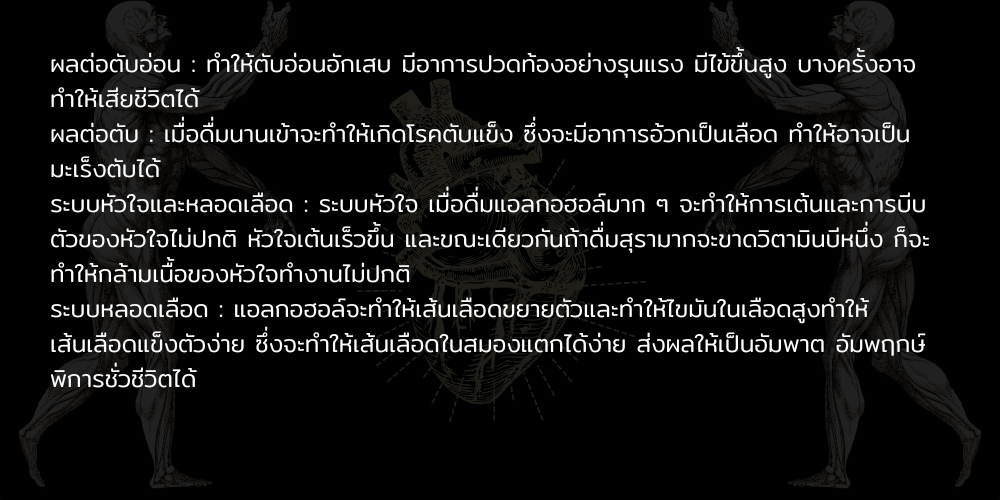 ผลต่อตับอ่อน : ทำให้ตับอ่อนอักเสบ มีอาการปวดท้องอย่างรุนแรง มีไข้ขึ้นสูง บางครั้งอาจ
ทำให้เสียชีวิตได้
ผลต่อตับ : เมื่อดื่มนานเข้าจะทำให้เกิดโรคตับแข็ง ซึ่งจะมีอาการอ้วกเป็นเลือด ทำให้อาจเป็น
มะเร็งตับได้
ระบบหัวใจและหลอดเลือด : ระบบหัวใจ เมื่อดื่มแอลกอฮอล์มาก ๆ จะทำให้การเต้นและการบีบ
ตัวของหัวใจไม่ปกติ หัวใจเต้นเร็วขึ้น และขณะเดียวกันถ้าดื่มสุรามากจะขาดวิตามินบีหนึ่ง ก็จะ
ทำให้กล้ามเนื้อของหัวใจทำงานไม่ปกติ
ระบบหลอดเลือด : แอลกอฮอล์จะทำให้เส้นเลือดขยายตัวและทำให้ไขมันในเลือดสูงทำให้
เส้นเลือดแข็งตัวง่าย ซึ่งจะทำให้เส้นเลือดในสมองแตกได้ง่าย ส่งผลให้เป็นอัมพาต อัมพฤกษ์
พิการชั่วชีวิตได้